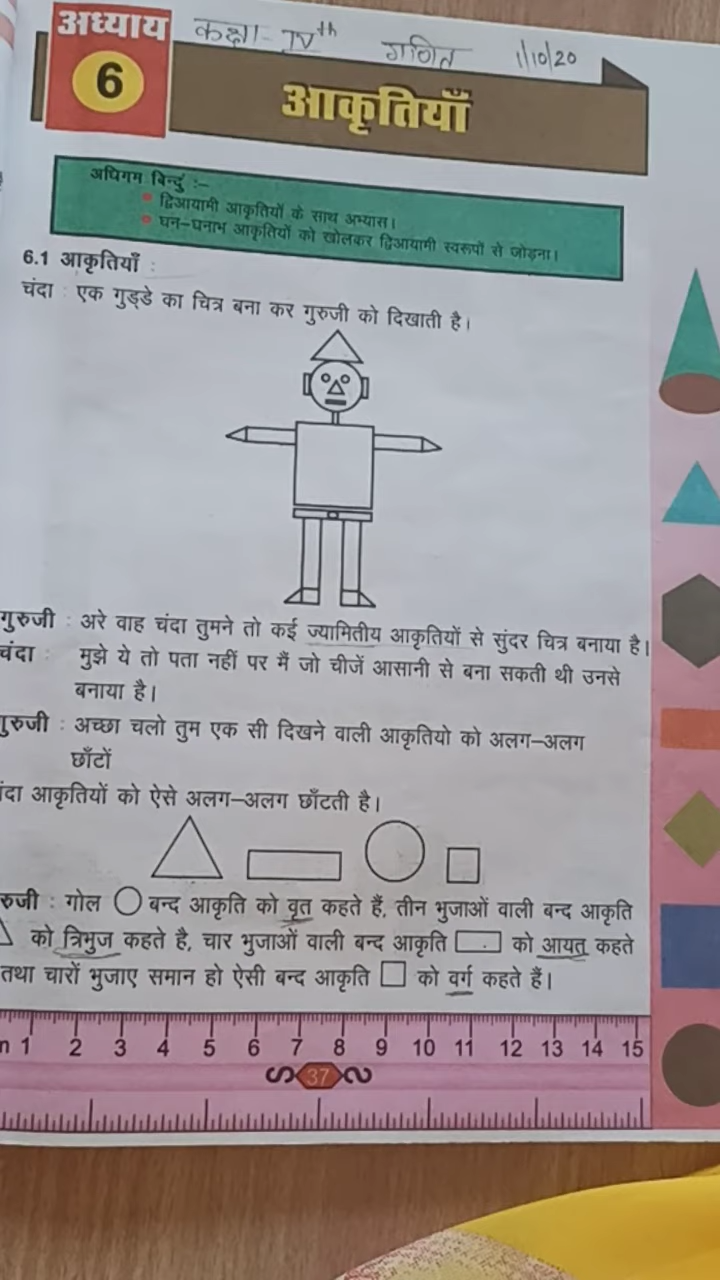 अध्याय
कक्षा- IVth गणित 1/10/20
6
आकृतियाँ
अधिगम बिन्दु :–
द्विआयामी आकृतियों के साथ अभ्यास।
घन–घनाभ आकृतियों को खोलकर द्विआयामी स्वरूपों से जोड़ना।
6.1 आकृतियाँ :
चंदा : एक गुड्डे का चित्र बना कर गुरुजी को दिखाती है।
गुरुजी : अरे वाह चंदा तुमने तो कई ज्यामितीय आकृतियों से सुंदर चित्र बनाया है।
चंदा : मुझे ये तो पता नहीं पर मैं जो चीजें आसानी से बना सकती थी उनसे
बनाया है।
गुरुजी : अच्छा चलो तुम एक सी दिखने वाली आकृतियो को अलग–अलग
छाँटों
चंदा आकृतियों को ऐसे अलग–अलग छाँटती है।
रुजी : गोल बन्द आकृति को वृत कहते हैं, तीन भुजाओं वाली बन्द आकृति
को त्रिभुज कहते है, चार भुजाओं वाली बन्द आकृति को आयत कहते
तथा चारों भुजाए समान हो ऐसी बन्द आकृति को वर्ग कहते हैं।
1 2 3 4 5 6 7 8 9 10 11 12 13 14 15
37